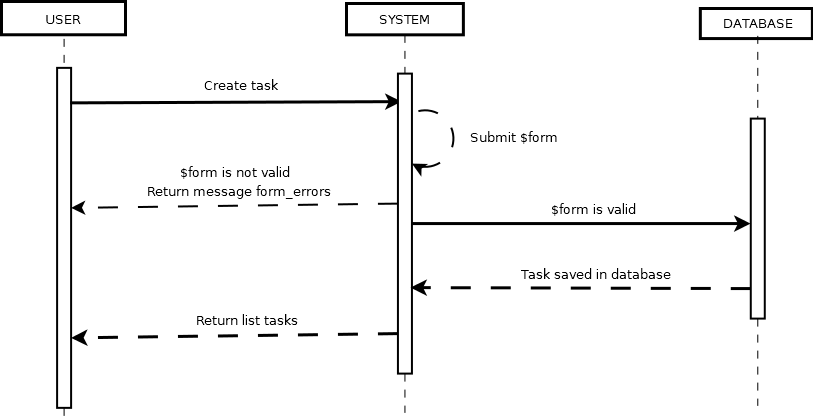 USER
SYSTEM
DATABASE
Create task
Submit $form
$form is not valid
Return message form_errors
$form is valid
Task saved in database
Return list tasks